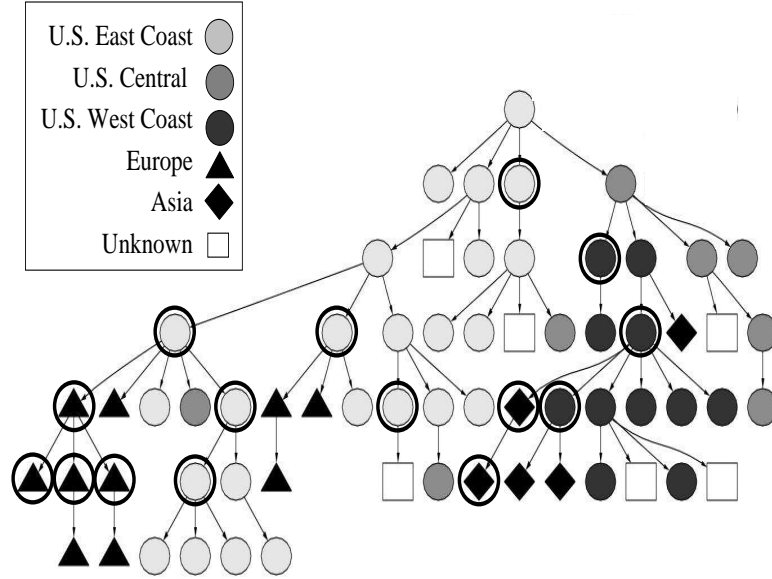 U.S. East Coast
U.S. Central
U.S. West Coast
Europe
Asia
Unknown